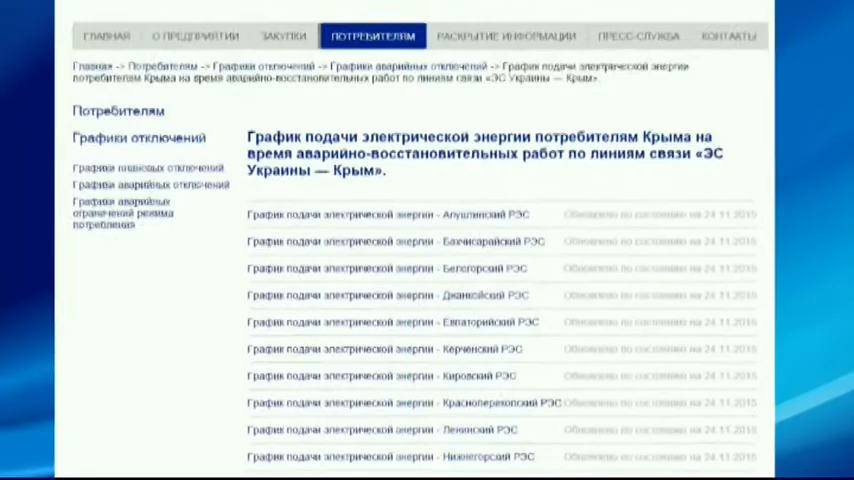 ГЛАВНАЯ О ПРЕДПРИЯТИИ ЗАКУПКИ ПОТРЕБИТЕЛЯМ РАСКРЫТИЕ ИНФОРМАЦИИ ПРЕСС-СЛУЖБА КОНТАКТЫ
Главная -> Потребителям -> Графики отключений -> Графики аварийных отключений -> График подачи электрической энергии
потребителям Крыма на время аварийно-восстановительных работ по линиям связи «ЭС Украины — Крым».
Потребителям
Графики отключений
Графики плановых отключений
Графики аварийных отключений
Графики аварийных
ограничений режима
потребления
График подачи электрической энергии потребителям Крыма на
время аварийно-восстановительных работ по линиям связи «ЭС
Украины — Крым».
График подачи электрической энергии - Алуштинский РЭС Обновлено по состоянию на 24.11.2015
График подачи электрической энергии - Бахчисарайский РЭС Обновлено по состоянию на 24.11.2015
График подачи электрической энергии - Белогорский РЭС Обновлено по состоянию на 24.11.2015
График подачи электрической энергии - Джанкойский РЭС Обновлено по состоянию на 24.11.2015
График подачи электрической энергии - Евпаторийский РЭС Обновлено по состоянию на 24.11.2015
График подачи электрической энергии - Керченский РЭС Обновлено по состоянию на 24.11.2015
График подачи электрической энергии - Кировский РЭС Обновлено по состоянию на 24.11.2015
График подачи электрической энергии - Красноперекопский РЭС Обновлено по состоянию на 24.11.2015
График подачи электрической энергии - Ленинский РЭС Обновлено по состоянию на 24.11.2015
График подачи электрической энергии - Нижнегорский РЭС Обновлено по состоянию на 24.11.2015